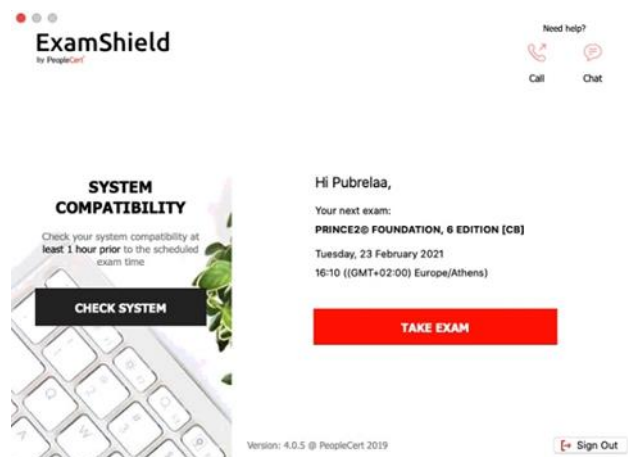 ExamShield
by PeopleCert
Need help?
Call
Chat
SYSTEM
COMPATIBILITY
Check your system compatibility at
least 1 hour prior to the scheduled
exam time
CHECK SYSTEM
Hi Pubrelaa,
Your next exam:
PRINCE2© FOUNDATION, 6 EDITION [CB]
Tuesday, 23 February 2021
16:10 ((GMT+02:00) Europe/Athens)
TAKE EXAM
Version: 4.0.5 @ PeopleCert 2019
Sign Out